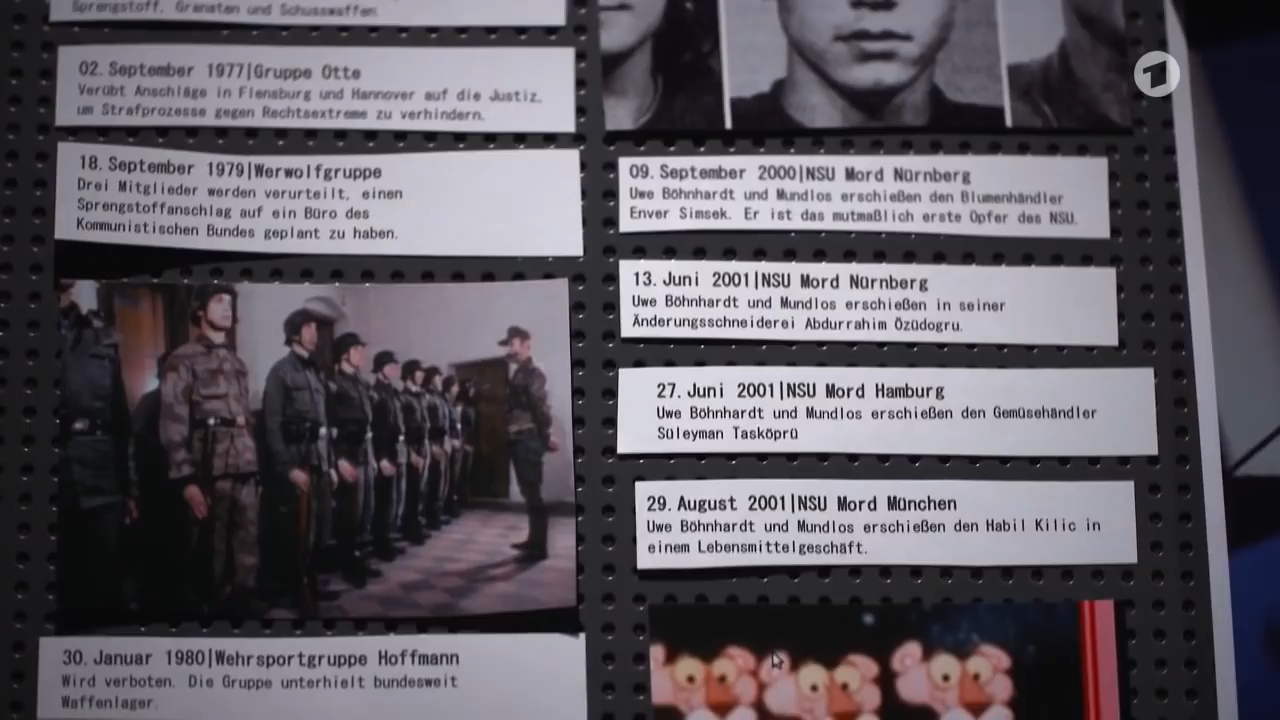 Sprengstoff, Granaten und Schusswaffen.
02. September 1977|Gruppe Otte
Verübt Anschläge in Flensburg und Hannover auf die Justiz,
um Strafprozesse gegen Rechtsextreme zu verhindern.
18. September 1979|Werwolfgruppe
Drei Mitglieder werden verurteilt, einen
Sprengstoffanschlag auf ein Büro des
Kommunistischen Bundes geplant zu haben.
30. Januar 1980|Wehrsportgruppe Hoffmann
Wird verboten. Die Gruppe unterhielt bundesweit
Waffenlager.
09. September 2000|NSU Mord Nürnberg
Uwe Böhnhardt und Mundlos erschießen den Blumenhändler
Enver Simsek. Er ist das mutmaßlich erste Opfer des NSU.
13. Juni 2001|NSU Mord Nürnberg
Uwe Böhnhardt und Mundlos erschießen in seiner
Änderungsschneiderei Abdurrahim Özüdogru.
27. Juni 2001|NSU Mord Hamburg
Uwe Böhnhardt und Mundlos erschießen den Gemüsehändler
Süleyman Tasköprü
29. August 2001|NSU Mord München
Uwe Böhnhardt und Mundlos erschießen den Habil Kilic in
einem Lebensmittelgeschäft.
1